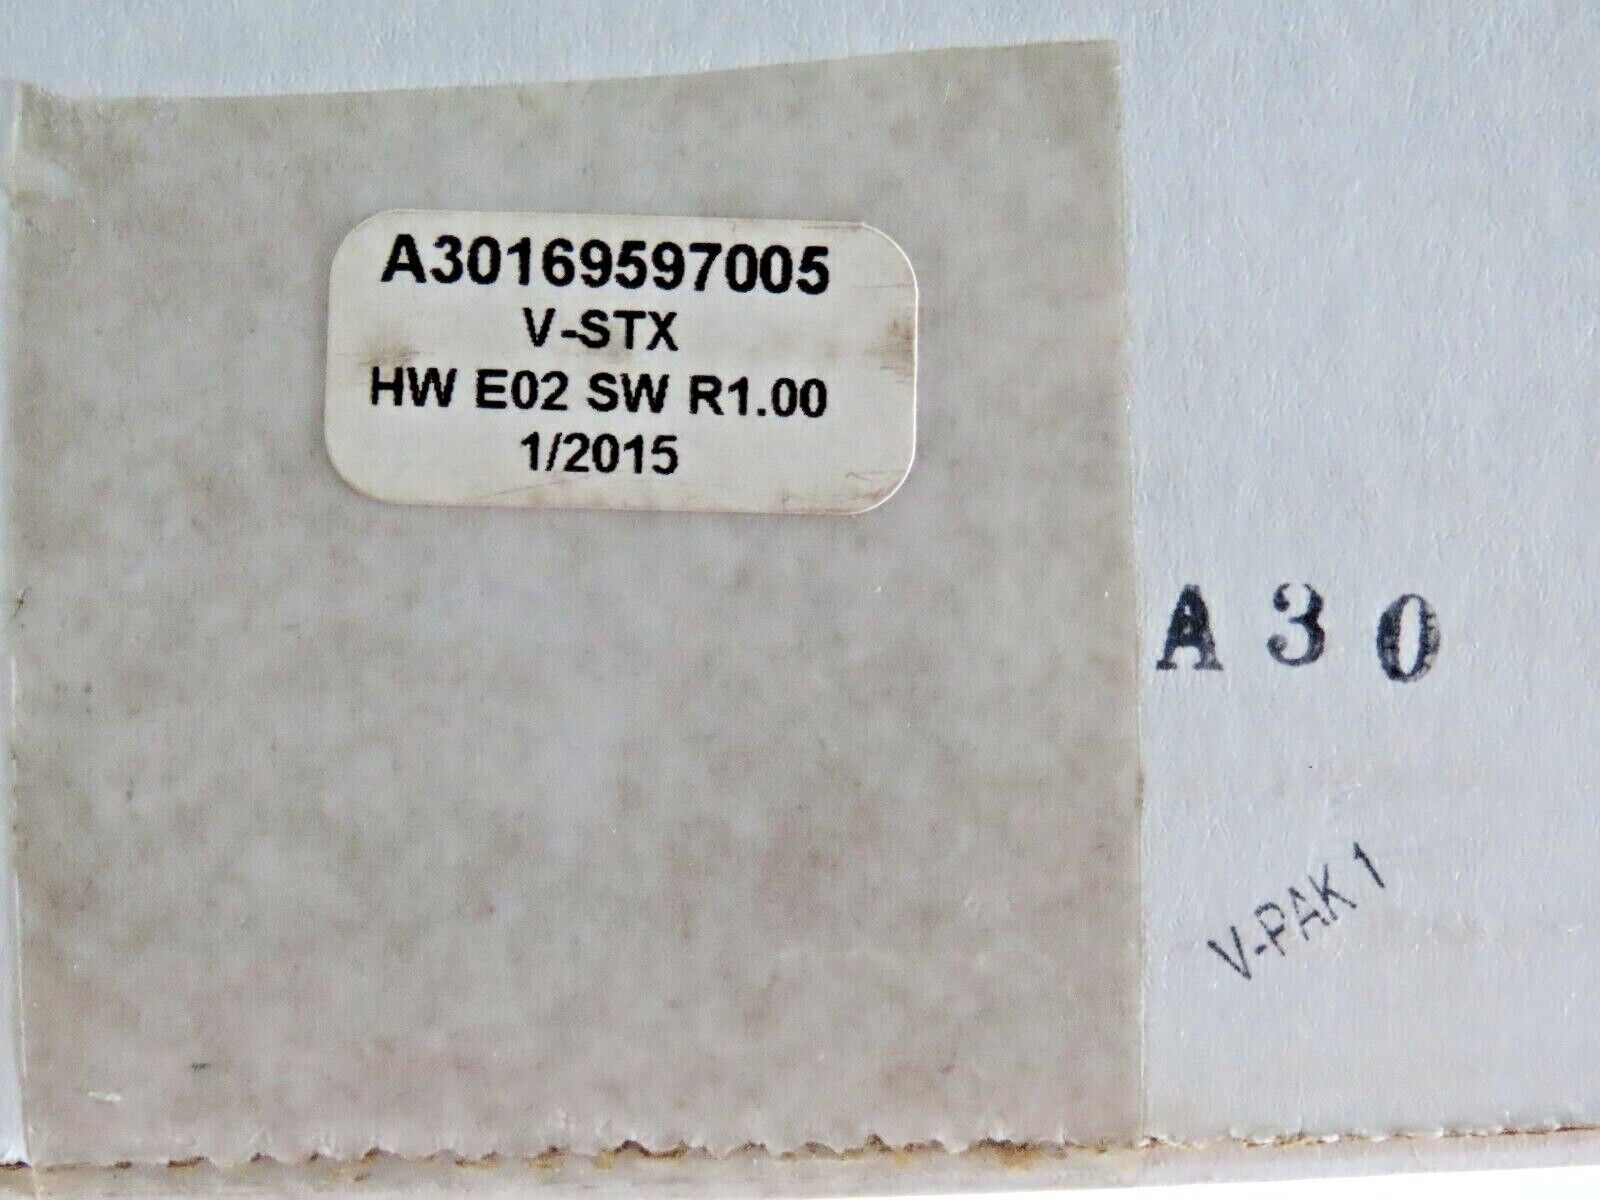 A30169597005
V-STX
HW E02 SW R1.00
1/2015
A30
V-PAK 1